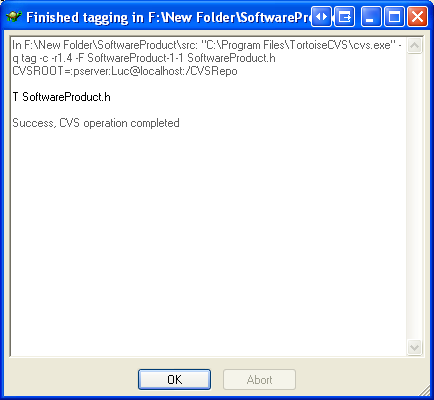 Finished tagging in F:\New Folder\SoftwarePro
In F:\New Folder\SoftwareProduct\src: "C:\Program Files\TortoiseCVS\cvs.exe" -
q tag -c -r1.4 -F SoftwareProduct-1-1 SoftwareProduct.h
CVSROOT=:pserver:Luc@localhost:/CVSRepo
T SoftwareProduct.h
Success, CVS operation completed
OK
Abort